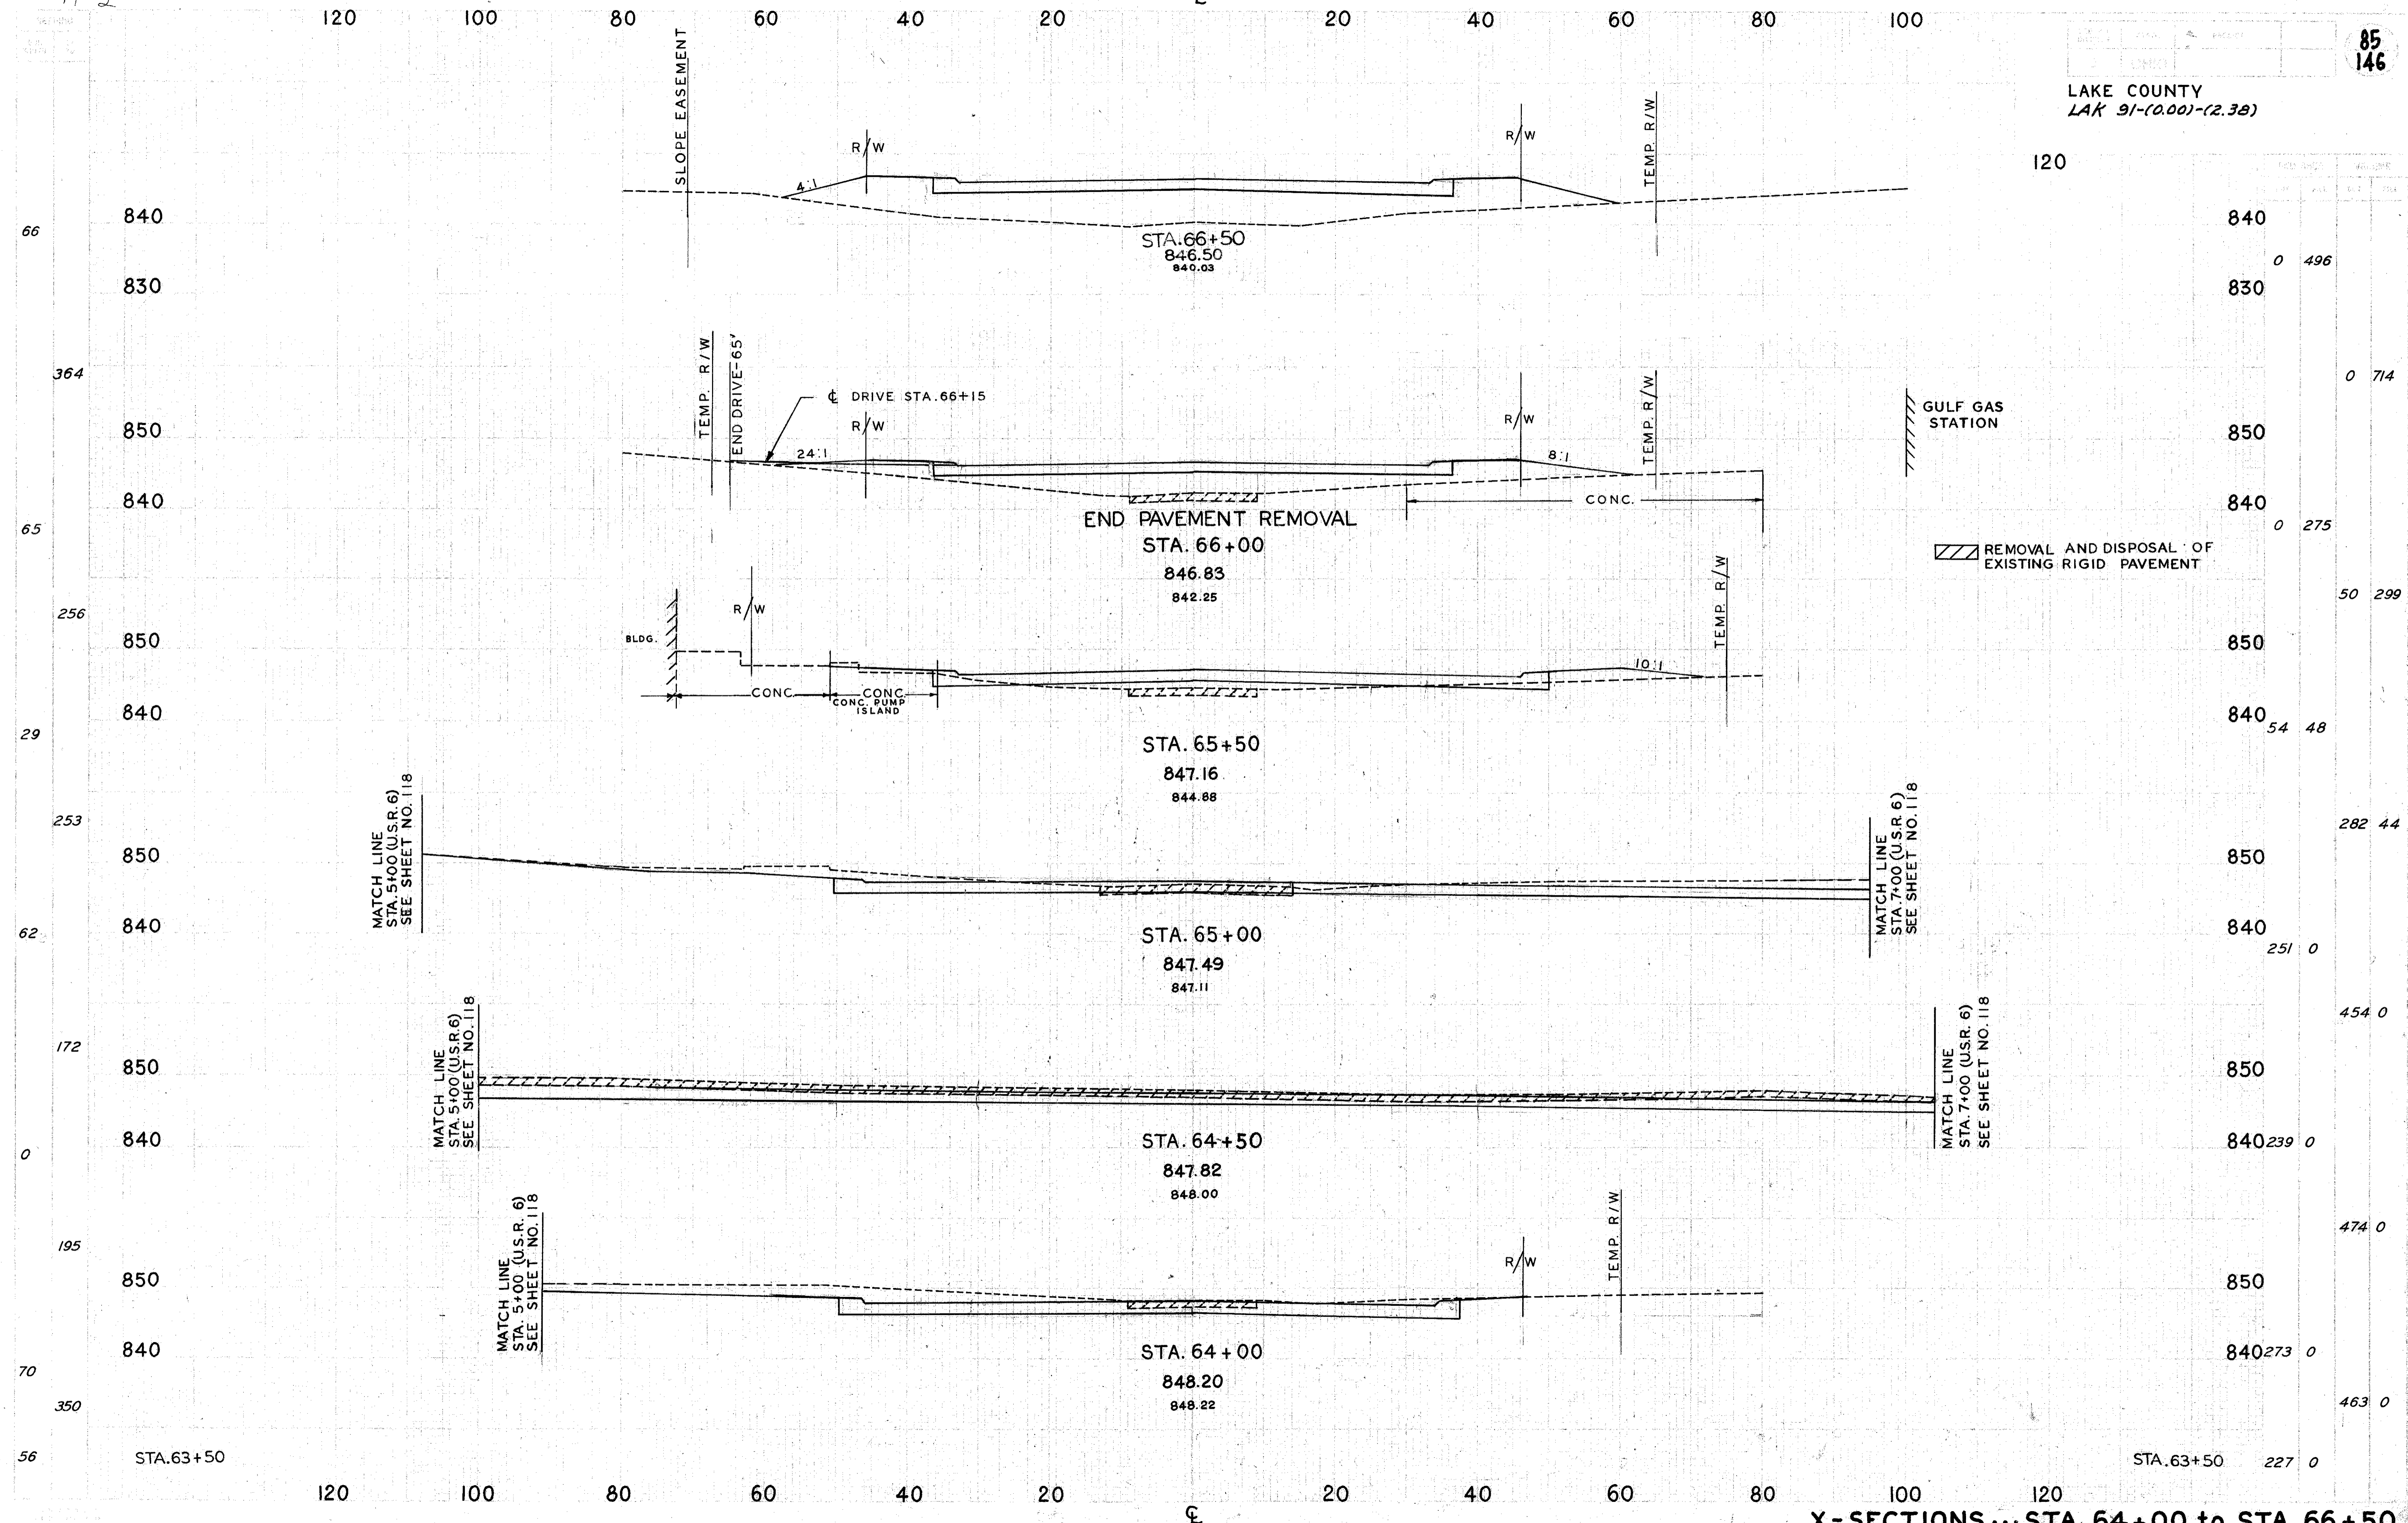 120 100 80 60 40 20 20 40 60 80 100
85
146
LAKE COUNTY
LAK 91-(0.00)-(2.38)
120
SLOPE EASEMENT
R/W
R/W
TEMP. R/W
4:1
840
840
66
STA.66+50
846.50
840.03
0 496
830
830
TEMP. R/W
END DRIVE-65'
℄ DRIVE STA.66+15
R/W
R/W
TEMP. R/W
364
0 714
GULF GAS
STATION
850
24:1
8:1
850
840
CONC.
840
END PAVEMENT REMOVAL
65
0 275
STA. 66+00
846.83
842.25
REMOVAL AND DISPOSAL OF
EXISTING RIGID PAVEMENT
256
50 299
BLDG.
R/W
TEMP. R/W
850
10:1
850
CONC.
CONC.
CONC. PUMP
ISLAND
840
840
29
54 48
STA. 65+50
847.16
844.88
253
282 44
MATCH LINE
STA. 5+00 (U.S.R. 6)
SEE SHEET NO. 118
MATCH LINE
STA. 7+00 (U.S.R. 6)
SEE SHEET NO. 118
850
850
840
840
62
251 0
STA. 65+00
847.49
847.11
172
454 0
MATCH LINE
STA. 5+00 (U.S.R.6)
SEE SHEET NO. 118
MATCH LINE
STA. 7+00 (U.S.R. 6)
SEE SHEET NO. 118
850
850
840
840
0
239 0
STA. 64+50
847.82
848.00
195
474 0
MATCH LINE
STA. 5+00 (U.S.R. 6)
SEE SHEET NO. 118
R/W
TEMP. R/W
850
850
840
840
70
273 0
STA. 64+00
848.20
848.22
350
463 0
56
STA.63+50
STA.63+50
227 0
120 100 80 60 40 20 ℄ 20 40 60 80 100 120
X-SECTIONS... STA. 64+00 to STA. 66+50